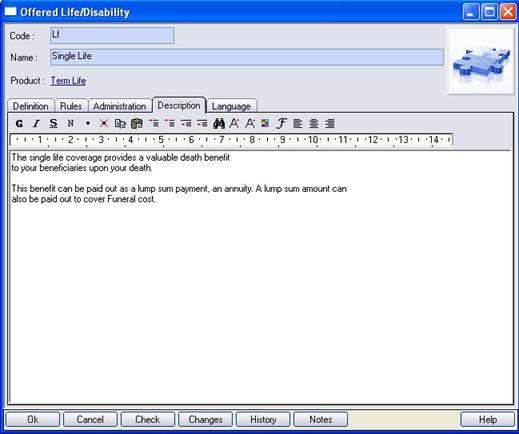 Offered Life/Disability
Code : Lf
Name : Single Life
Product : Term Life
Definition Rules Administration Description Language
G I S N
1 2 3 4 5 6 7 8 9 10 11 12 13 14
The single life coverage provides a valuable death benefit
to your beneficiaries upon your death.
This benefit can be paid out as a lump sum payment, an annuity. A lump sum amount can
also be paid out to cover Funeral cost.
Ok Cancel Check Changes History Notes Help